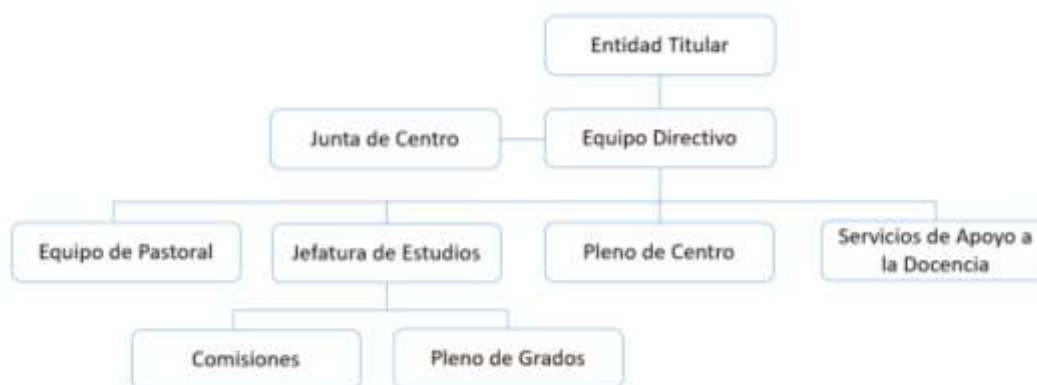 Entidad Titular
Junta de Centro
Equipo Directivo
Equipo de Pastoral
Jefatura de Estudios
Pleno de Centro
Servicios de Apoyo a
la Docencia
Comisiones
Pleno de Grados